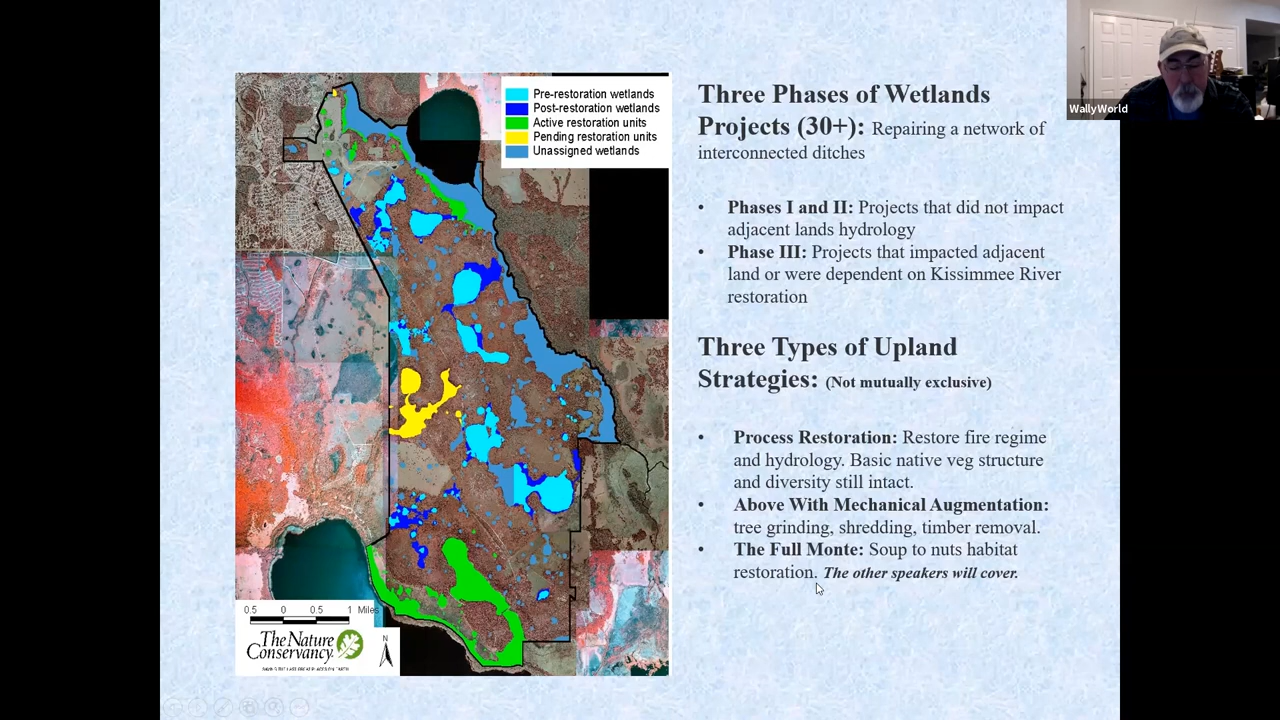 WallyWorld
Pre-restoration wetlands
Post-restoration wetlands
Active restoration units
Pending restoration units
Unassigned wetlands
0.5 0 0.5 1 Miles
The Nature
Conservancy
N
Three Phases of Wetlands
Projects (30+): Repairing a network of
interconnected ditches
• Phases I and II: Projects that did not impact
adjacent lands hydrology
• Phase III: Projects that impacted adjacent
land or were dependent on Kissimmee River
restoration
Three Types of Upland
Strategies: (Not mutually exclusive)
• Process Restoration: Restore fire regime
and hydrology. Basic native veg structure
and diversity still intact.
• Above With Mechanical Augmentation:
tree grinding, shredding, timber removal.
• The Full Monte: Soup to nuts habitat
restoration. The other speakers will cover.